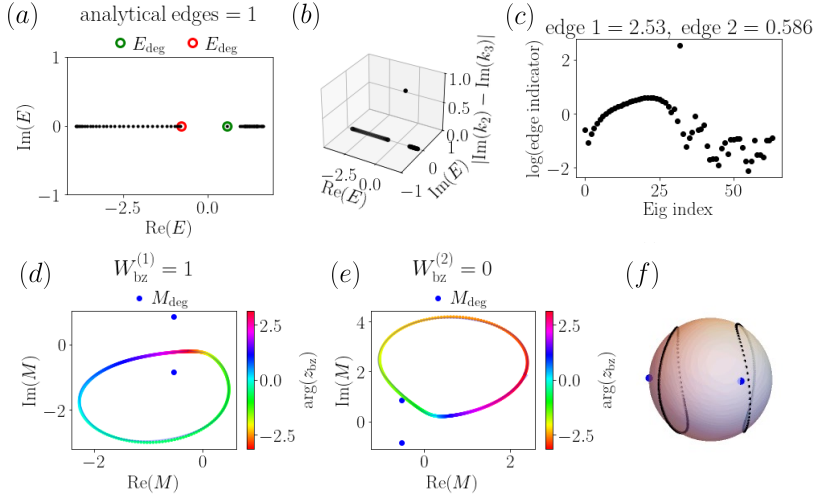 (a)
analytical edges = 1
E_deg E_deg
1
0
−1
Im(E)
−2.5 0.0
Re(E)
(b)
|Im(k₂) − Im(k₃)|
1.0
0.5
0.0
1
0
−1
Im(E)
−2.5 0.0
Re(E)
(c)
edge 1 = 2.53, edge 2 = 0.586
log(edge indicator)
2
0
−2
0 25 50
Eig index
(d)
W_bz^(1) = 1
M_deg
Im(M)
0
−2
−2 0
Re(M)
2.5
0.0
−2.5
arg(z_bz)
(e)
W_bz^(2) = 0
M_deg
Im(M)
4
2
0
0 2
Re(M)
2.5
0.0
−2.5
arg(z_bz)
(f)